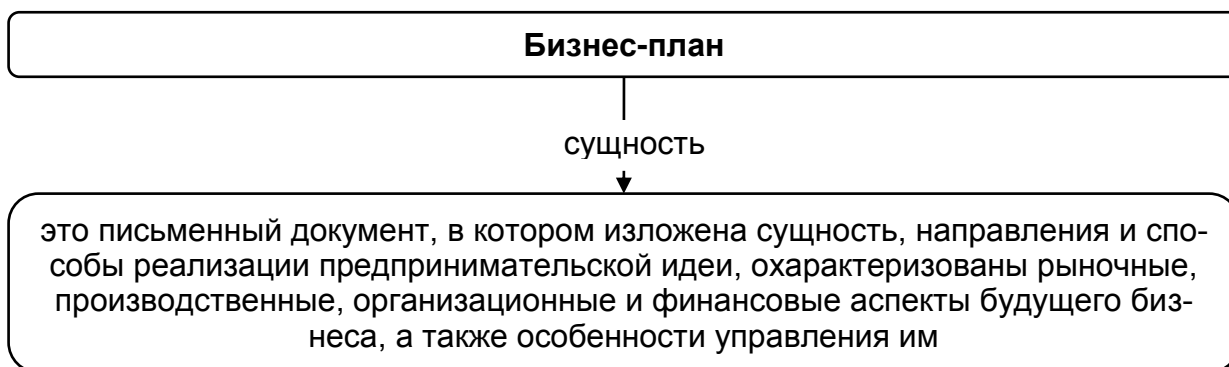 Бизнес-план
сущность
это письменный документ, в котором изложена сущность, направления и спо-
собы реализации предпринимательской идеи, охарактеризованы рыночные,
производственные, организационные и финансовые аспекты будущего биз-
неса, а также особенности управления им